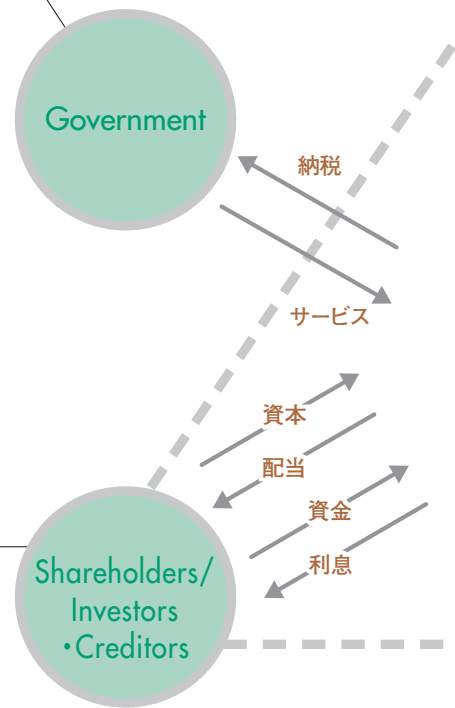 Government
納税
サービス
資本
配当
資金
利息
Shareholders/
Investors
・Creditors